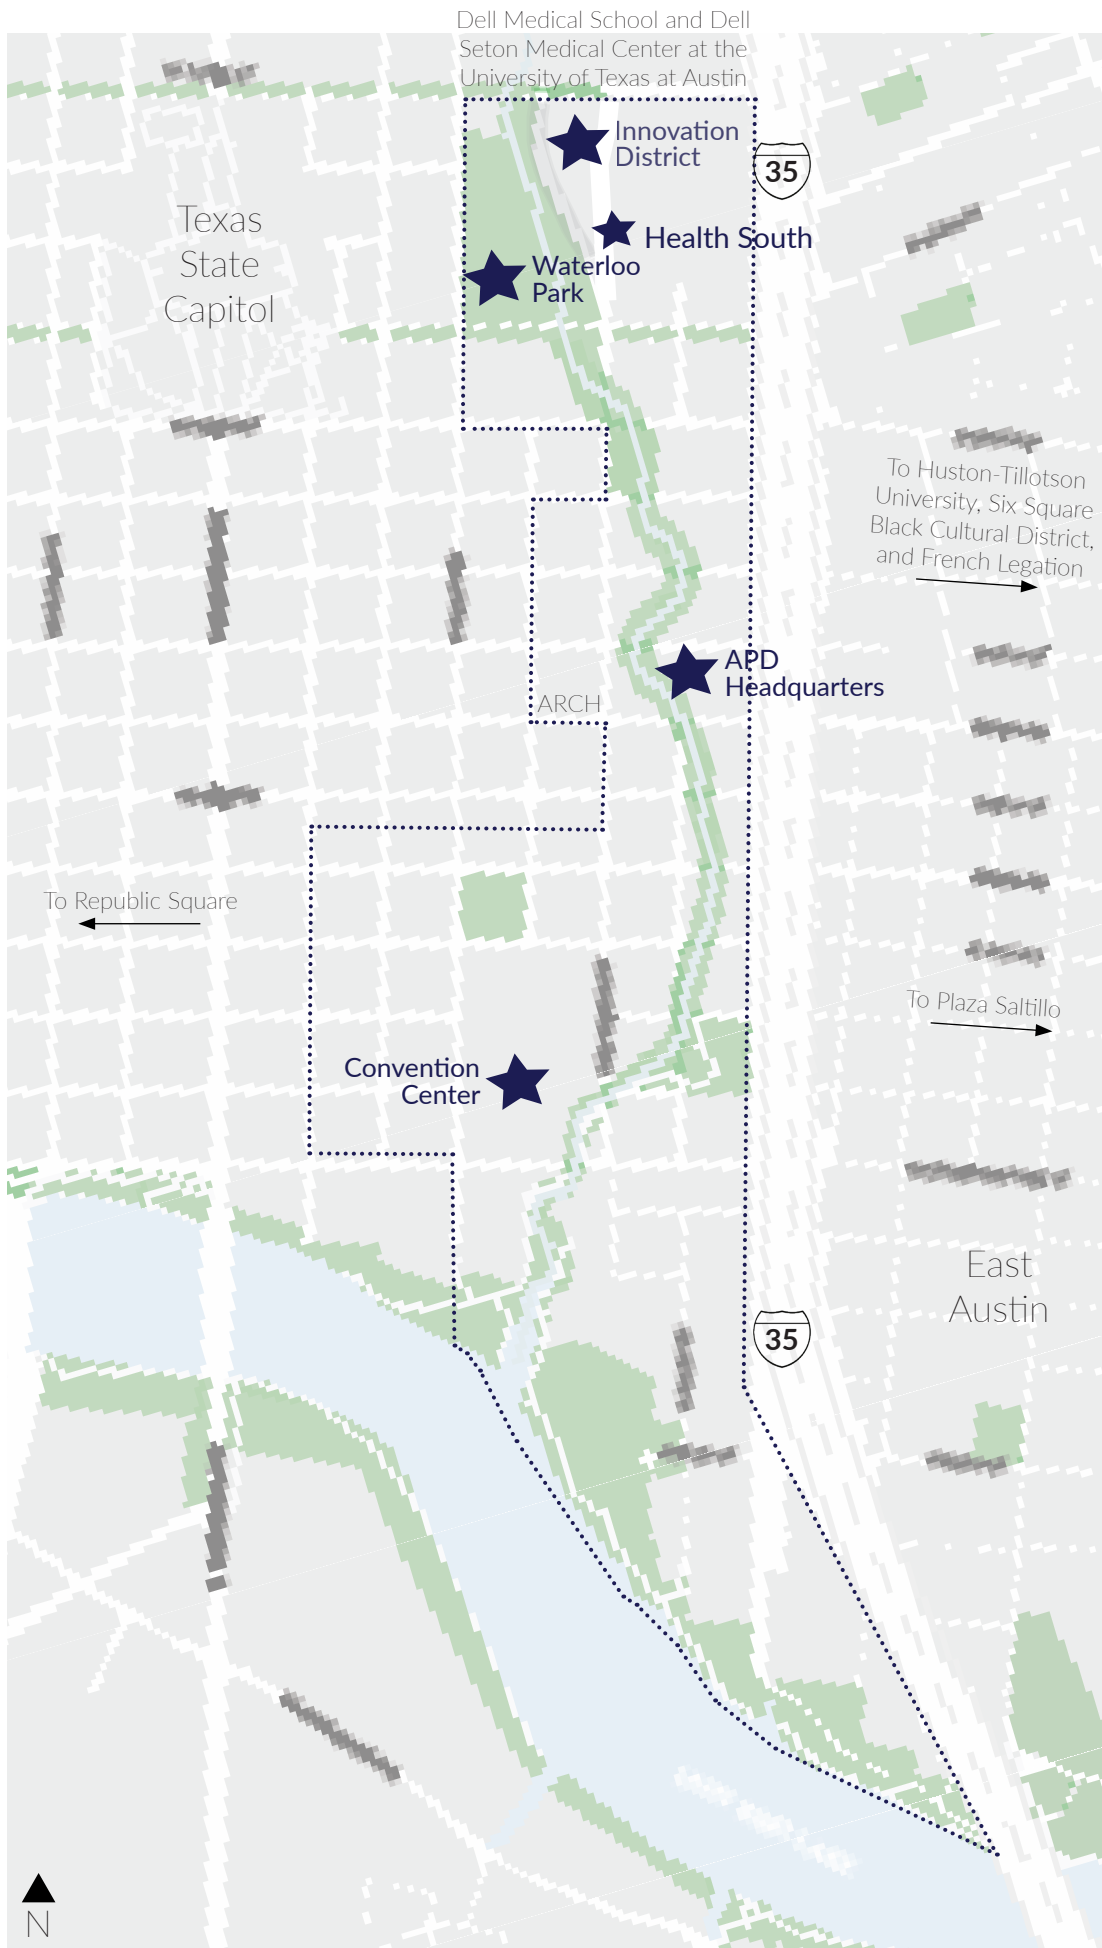 Dell Medical School and Dell
Seton Medical Center at the
University of Texas at Austin
Innovation
District
35
Texas
State
Capitol
Health South
Waterloo
Park
To Huston-Tillotson
University, Six Square
Black Cultural District,
and French Legation
APD
Headquarters
ARCH
To Republic Square
To Plaza Saltillo
Convention
Center
East
Austin
35
N